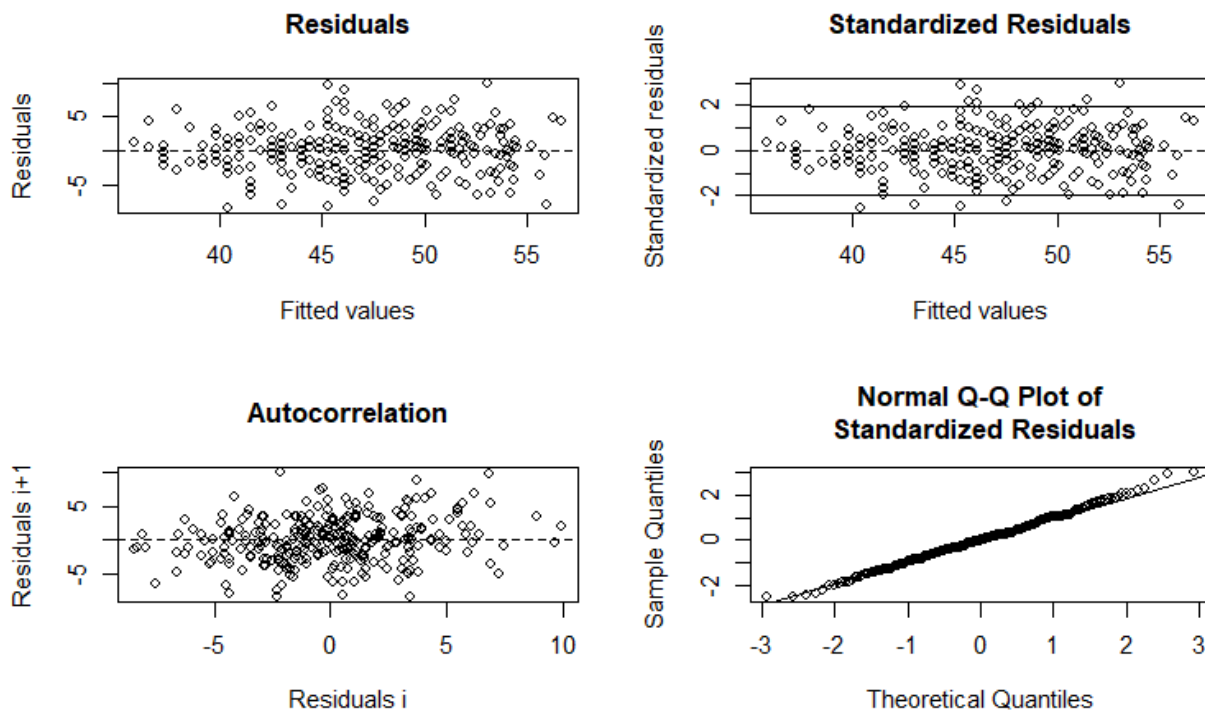 Residuals
Residuals
5
-5
40 45 50 55
Fitted values
Standardized Residuals
Standardized residuals
2
0
-2
40 45 50 55
Fitted values
Autocorrelation
Residuals i+1
5
-5
-5 0 5 10
Residuals i
Normal Q-Q Plot of
Standardized Residuals
Sample Quantiles
2
0
-2
-3 -2 -1 0 1 2 3
Theoretical Quantiles